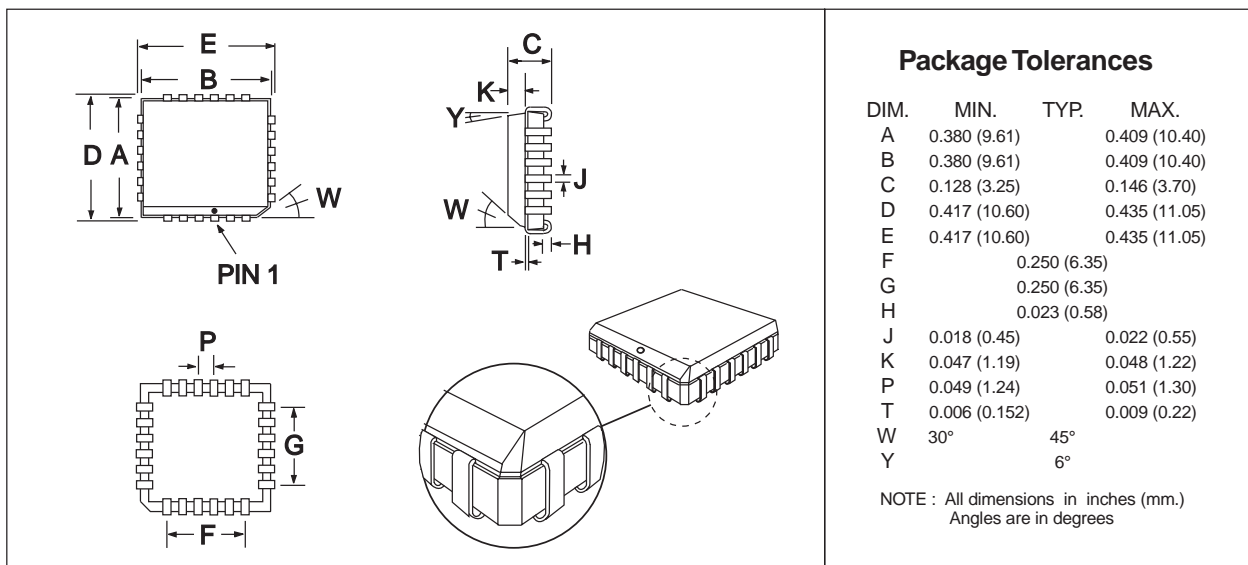 E
B
D A
W
PIN 1
C
K
Y
J
W
H
T
P
G
F
Package Tolerances
DIM. MIN. TYP. MAX.
A 0.380 (9.61) 0.409 (10.40)
B 0.380 (9.61) 0.409 (10.40)
C 0.128 (3.25) 0.146 (3.70)
D 0.417 (10.60) 0.435 (11.05)
E 0.417 (10.60) 0.435 (11.05)
F 0.250 (6.35)
G 0.250 (6.35)
H 0.023 (0.58)
J 0.018 (0.45) 0.022 (0.55)
K 0.047 (1.19) 0.048 (1.22)
P 0.049 (1.24) 0.051 (1.30)
T 0.006 (0.152) 0.009 (0.22)
W 30° 45°
Y 6°
NOTE : All dimensions in inches (mm.)
Angles are in degrees